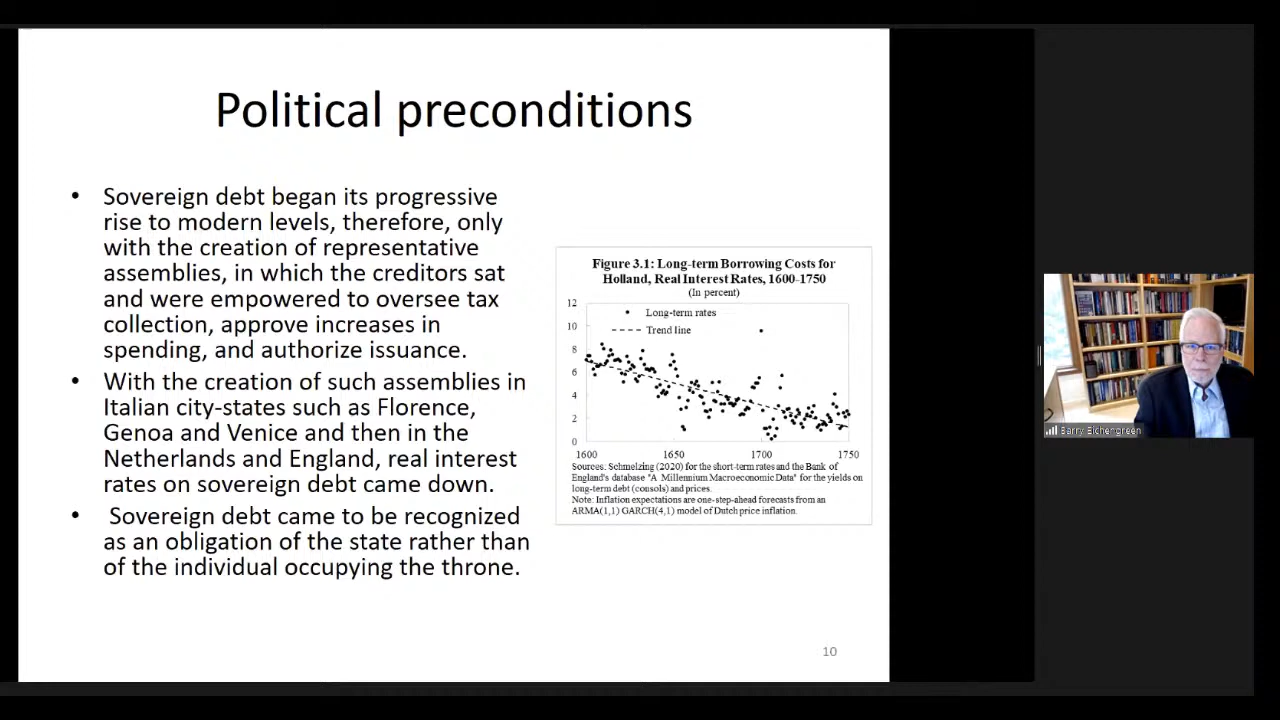 Political preconditions
• Sovereign debt began its progressive
rise to modern levels, therefore, only
with the creation of representative
assemblies, in which the creditors sat
and were empowered to oversee tax
collection, approve increases in
spending, and authorize issuance.
• With the creation of such assemblies in
Italian city-states such as Florence,
Genoa and Venice and then in the
Netherlands and England, real interest
rates on sovereign debt came down.
• Sovereign debt came to be recognized
as an obligation of the state rather than
of the individual occupying the throne.
Figure 3.1: Long-term Borrowing Costs for
Holland, Real Interest Rates, 1600-1750
(In percent)
Long-term rates
Trend line
12
10
8
6
4
2
0
1600 1650 1700 1750
Sources: Schmelzing (2020) for the short-term rates and the Bank of
England's database "A Millennium Macroeconomic Data" for the yields on
long-term debt (consols) and prices.
Note: Inflation expectations are one-step-ahead forecasts from an
ARMA(1,1) GARCH(4,1) model of Dutch price inflation.
10
Barry Eichengreen